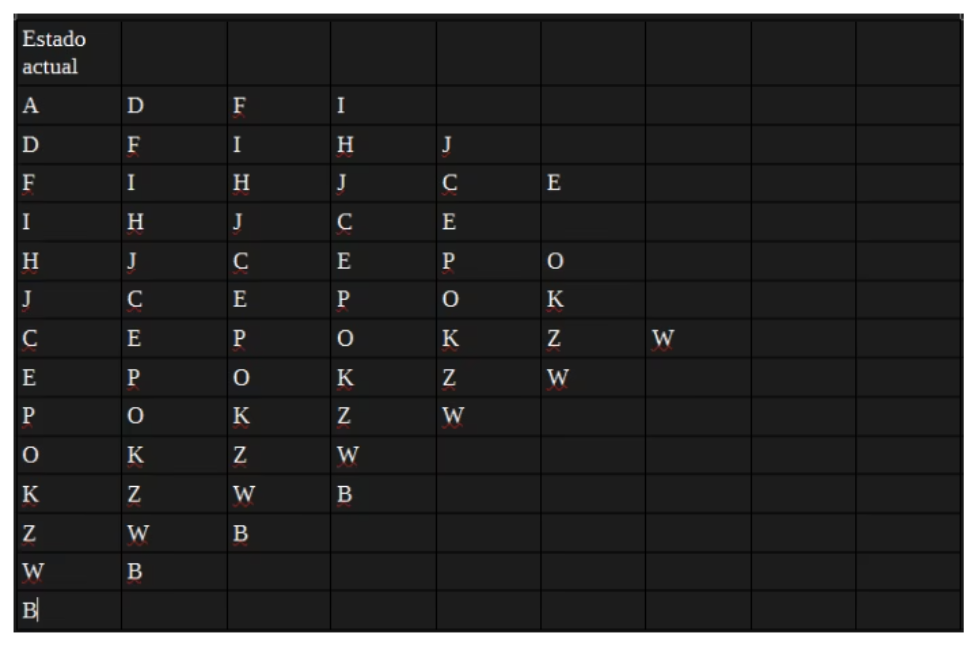 Estado
actual
A D F I
D F I H J
F I H J C E
I H J C E
H J C E P O
J C E P O K
C E P O K Z W
E P O K Z W
P O K Z W
O K Z W
K Z W B
Z W B
W B
B